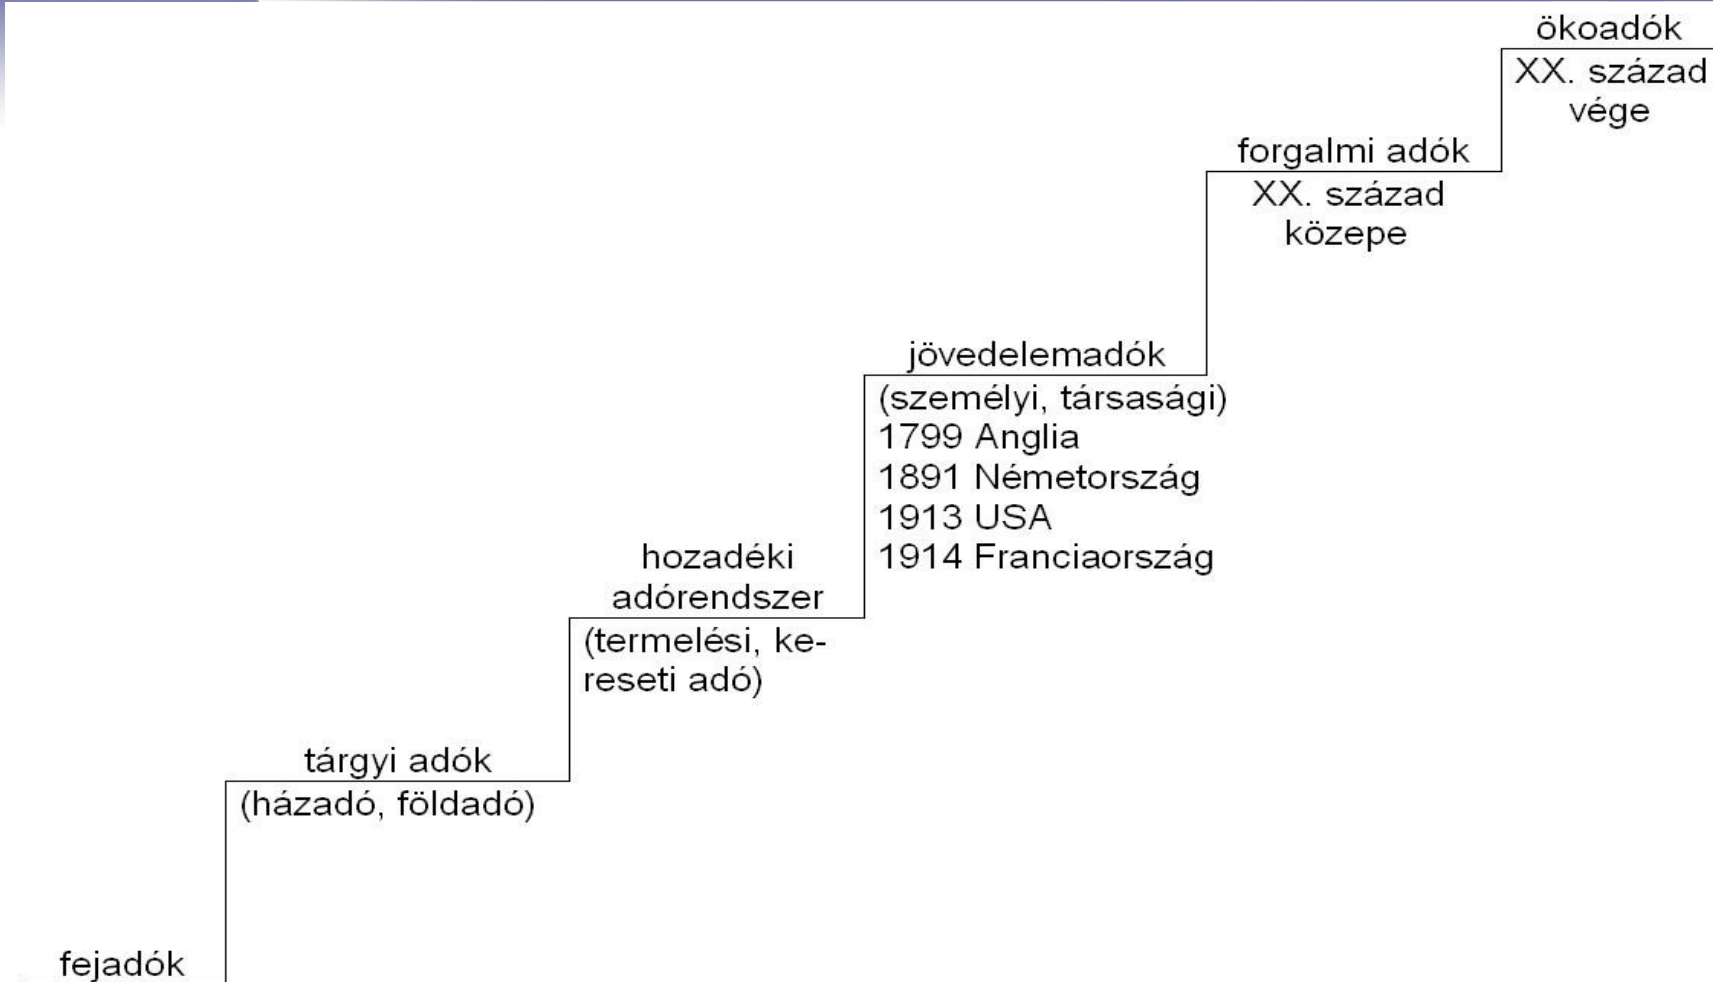 ökoadók
XX. század
vége
forgalmi adók
XX. század
közepe
jövedelemadók
(személyi, társasági)
1799 Anglia
1891 Németország
1913 USA
1914 Franciaország
hozadéki
adórendszer
(termelési, ke-
reseti adó)
tárgyi adók
(házadó, földadó)
fejadók